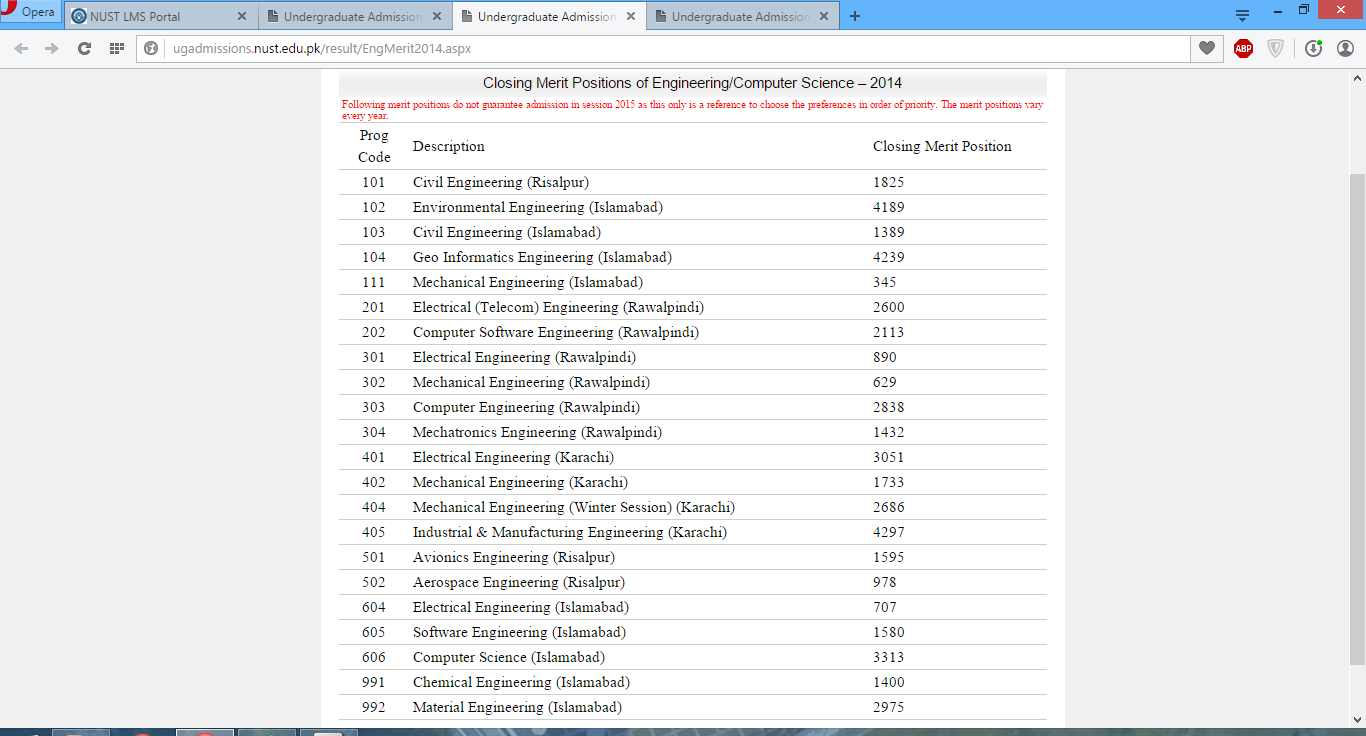 Opera
NUST LMS Portal
Undergraduate Admission
Undergraduate Admission
Undergraduate Admission
ugadmissions.nust.edu.pk/result/EngMerit2014.aspx
ABP
Closing Merit Positions of Engineering/Computer Science – 2014
Following merit positions do not guarantee admission in session 2015 as this only is a reference to choose the preferences in order of priority. The merit positions vary
every year.
Prog Code Description Closing Merit Position
101 Civil Engineering (Risalpur) 1825
102 Environmental Engineering (Islamabad) 4189
103 Civil Engineering (Islamabad) 1389
104 Geo Informatics Engineering (Islamabad) 4239
111 Mechanical Engineering (Islamabad) 345
201 Electrical (Telecom) Engineering (Rawalpindi) 2600
202 Computer Software Engineering (Rawalpindi) 2113
301 Electrical Engineering (Rawalpindi) 890
302 Mechanical Engineering (Rawalpindi) 629
303 Computer Engineering (Rawalpindi) 2838
304 Mechatronics Engineering (Rawalpindi) 1432
401 Electrical Engineering (Karachi) 3051
402 Mechanical Engineering (Karachi) 1733
404 Mechanical Engineering (Winter Session) (Karachi) 2686
405 Industrial & Manufacturing Engineering (Karachi) 4297
501 Avionics Engineering (Risalpur) 1595
502 Aerospace Engineering (Risalpur) 978
604 Electrical Engineering (Islamabad) 707
605 Software Engineering (Islamabad) 1580
606 Computer Science (Islamabad) 3313
991 Chemical Engineering (Islamabad) 1400
992 Material Engineering (Islamabad) 2975